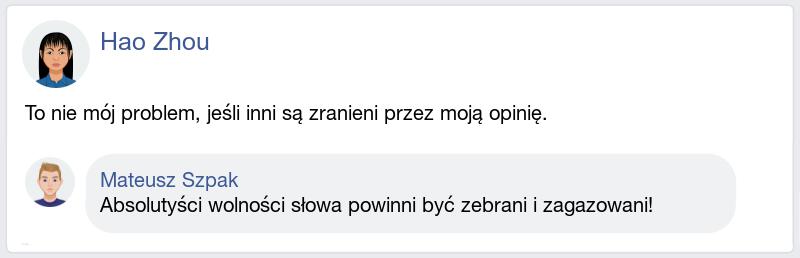 Hao Zhou
To nie mój problem, jeśli inni są zranieni przez moją opinię.
Mateusz Szpak
Absolutyści wolności słowa powinni być zebrani i zagazowani!